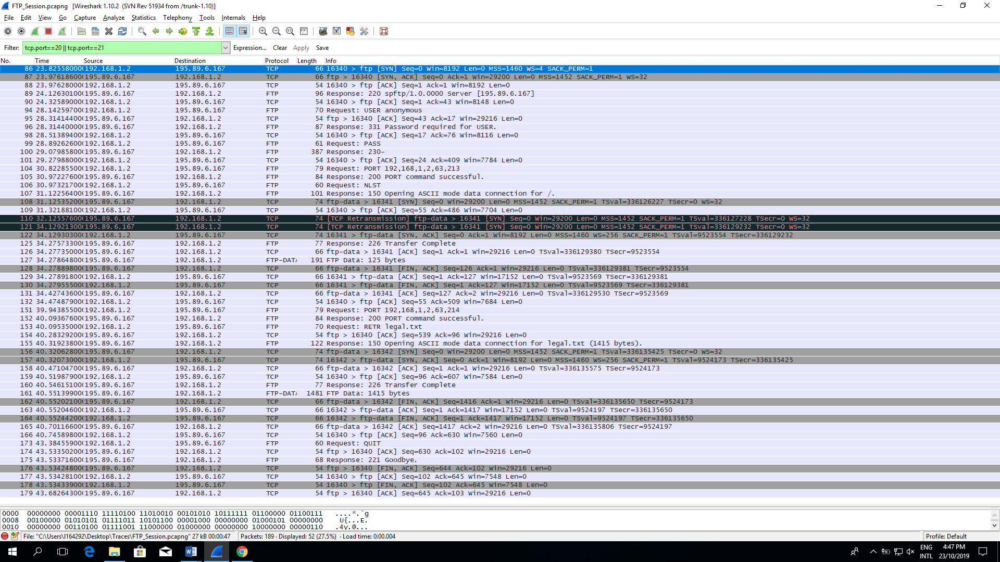 FTP_Session.pcapng [Wireshark 1.10.2 (SVN Rev 51934 from /trunk-1.10)]
File Edit View Go Capture Analyze Statistics Telephony Tools Internals Help
Filter: tcp.port==20 || tcp.port==21 Expression... Clear Apply Save
No. Time Source Destination Protocol Length Info
86 23.82558000 192.168.1.2 195.89.6.167 TCP 66 16340 > ftp [SYN] Seq=0 Win=8192 Len=0 MSS=1460 WS=4 SACK_PERM=1
87 23.97618600 195.89.6.167 192.168.1.2 TCP 66 ftp > 16340 [SYN, ACK] Seq=0 Ack=1 Win=29200 Len=0 MSS=1452 SACK_PERM=1 WS=32
88 23.97628000 192.168.1.2 195.89.6.167 TCP 54 16340 > ftp [ACK] Seq=1 Ack=1 Win=8192 Len=0
89 24.12630100 195.89.6.167 192.168.1.2 FTP 96 Response: 220 spftp/1.0.0000 Server [195.89.6.167]
90 24.32589000 192.168.1.2 195.89.6.167 TCP 54 16340 > ftp [ACK] Seq=1 Ack=43 Win=8148 Len=0
94 28.14259700 192.168.1.2 195.89.6.167 FTP 70 Request: USER anonymous
95 28.31414400 195.89.6.167 192.168.1.2 TCP 54 ftp > 16340 [ACK] Seq=43 Ack=17 Win=29216 Len=0
96 28.31440000 195.89.6.167 192.168.1.2 FTP 87 Response: 331 Password required for USER.
98 28.51389400 192.168.1.2 195.89.6.167 TCP 54 16340 > ftp [ACK] Seq=17 Ack=76 Win=8116 Len=0
99 28.89262600 192.168.1.2 195.89.6.167 FTP 61 Request: PASS
100 29.07985800 195.89.6.167 192.168.1.2 FTP 387 Response: 230-
101 29.27988000 192.168.1.2 195.89.6.167 TCP 54 16340 > ftp [ACK] Seq=24 Ack=409 Win=7784 Len=0
104 30.82285500 192.168.1.2 195.89.6.167 FTP 79 Request: PORT 192,168,1,2,63,213
105 30.97227600 195.89.6.167 192.168.1.2 FTP 84 Response: 200 PORT command successful.
106 30.97321700 192.168.1.2 195.89.6.167 FTP 60 Request: NLST
107 31.12256400 195.89.6.167 192.168.1.2 FTP 101 Response: 150 Opening ASCII mode data connection for /.
108 31.12535200 195.89.6.167 192.168.1.2 TCP 74 ftp-data > 16341 [SYN] Seq=0 Win=29200 Len=0 MSS=1452 SACK_PERM=1 TSval=336126227 TSecr=0 WS=32
109 31.32188100 192.168.1.2 195.89.6.167 TCP 54 16340 > ftp [ACK] Seq=55 Ack=486 Win=7704 Len=0
110 32.12557600 195.89.6.167 192.168.1.2 TCP 74 [TCP Retransmission] ftp-data > 16341 [SYN] Seq=0 Win=29200 Len=0 MSS=1452 SACK_PERM=1 TSval=336127228 TSecr=0 WS=32
121 34.12921300 195.89.6.167 192.168.1.2 TCP 74 [TCP Retransmission] ftp-data > 16341 [SYN] Seq=0 Win=29200 Len=0 MSS=1452 SACK_PERM=1 TSval=336129232 TSecr=0 WS=32
122 34.12930300 192.168.1.2 195.89.6.167 TCP 74 16341 > ftp-data [SYN, ACK] Seq=0 Ack=1 Win=8192 Len=0 MSS=1460 WS=256 SACK_PERM=1 TSval=9523554 TSecr=336129232
125 34.27573300 195.89.6.167 192.168.1.2 FTP 77 Response: 226 Transfer Complete
126 34.27735000 195.89.6.167 192.168.1.2 TCP 66 ftp-data > 16341 [ACK] Seq=1 Ack=1 Win=29216 Len=0 TSval=336129380 TSecr=9523554
127 34.27864800 195.89.6.167 192.168.1.2 FTP-DATA 191 FTP Data: 125 bytes
128 34.27889800 195.89.6.167 192.168.1.2 TCP 66 ftp-data > 16341 [FIN, ACK] Seq=126 Ack=1 Win=29216 Len=0 TSval=336129381 TSecr=9523554
129 34.27891800 192.168.1.2 195.89.6.167 TCP 66 16341 > ftp-data [ACK] Seq=1 Ack=127 Win=17152 Len=0 TSval=9523569 TSecr=336129381
130 34.27955500 192.168.1.2 195.89.6.167 TCP 66 16341 > ftp-data [FIN, ACK] Seq=1 Ack=127 Win=17152 Len=0 TSval=9523569 TSecr=336129381
131 34.42743600 195.89.6.167 192.168.1.2 TCP 66 ftp-data > 16341 [ACK] Seq=127 Ack=2 Win=29216 Len=0 TSval=336129530 TSecr=9523569
132 34.47487900 192.168.1.2 195.89.6.167 TCP 54 16340 > ftp [ACK] Seq=55 Ack=509 Win=7684 Len=0
151 39.94385500 192.168.1.2 195.89.6.167 FTP 79 Request: PORT 192,168,1,2,63,214
152 40.09367600 195.89.6.167 192.168.1.2 FTP 84 Response: 200 PORT command successful.
153 40.09535000 192.168.1.2 195.89.6.167 FTP 70 Request: RETR legal.txt
154 40.28329200 195.89.6.167 192.168.1.2 TCP 54 ftp > 16340 [ACK] Seq=539 Ack=96 Win=29216 Len=0
155 40.31923800 195.89.6.167 192.168.1.2 FTP 122 Response: 150 Opening ASCII mode data connection for legal.txt (1415 bytes).
156 40.32062800 195.89.6.167 192.168.1.2 TCP 74 ftp-data > 16342 [SYN] Seq=0 Win=29200 Len=0 MSS=1452 SACK_PERM=1 TSval=336135425 TSecr=0 WS=32
157 40.32073000 192.168.1.2 195.89.6.167 TCP 74 16342 > ftp-data [SYN, ACK] Seq=0 Ack=1 Win=8192 Len=0 MSS=1460 WS=256 SACK_PERM=1 TSval=9524173 TSecr=336135425
158 40.47104700 195.89.6.167 192.168.1.2 TCP 66 ftp-data > 16342 [ACK] Seq=1 Ack=1 Win=29216 Len=0 TSval=336135575 TSecr=9524173
159 40.51987900 192.168.1.2 195.89.6.167 TCP 54 16340 > ftp [ACK] Seq=96 Ack=607 Win=7584 Len=0
160 40.54615100 195.89.6.167 192.168.1.2 FTP 77 Response: 226 Transfer Complete
161 40.55139900 195.89.6.167 192.168.1.2 FTP-DATA 1481 FTP Data: 1415 bytes
162 40.55202100 195.89.6.167 192.168.1.2 TCP 66 ftp-data > 16342 [FIN, ACK] Seq=1416 Ack=1 Win=29216 Len=0 TSval=336135650 TSecr=9524173
163 40.55204600 192.168.1.2 195.89.6.167 TCP 66 16342 > ftp-data [ACK] Seq=1 Ack=1417 Win=17152 Len=0 TSval=9524197 TSecr=336135650
164 40.55244200 192.168.1.2 195.89.6.167 TCP 66 16342 > ftp-data [FIN, ACK] Seq=1 Ack=1417 Win=17152 Len=0 TSval=9524197 TSecr=336135650
165 40.70116600 195.89.6.167 192.168.1.2 TCP 66 ftp-data > 16342 [ACK] Seq=1417 Ack=2 Win=29216 Len=0 TSval=336135806 TSecr=9524197
166 40.74589800 192.168.1.2 195.89.6.167 TCP 54 16340 > ftp [ACK] Seq=96 Ack=630 Win=7560 Len=0
173 43.38455900 192.168.1.2 195.89.6.167 FTP 60 Request: QUIT
174 43.53350200 195.89.6.167 192.168.1.2 TCP 54 ftp > 16340 [ACK] Seq=630 Ack=102 Win=29216 Len=0
175 43.53371600 195.89.6.167 192.168.1.2 FTP 68 Response: 221 Goodbye.
176 43.53424800 195.89.6.167 192.168.1.2 TCP 54 ftp > 16340 [FIN, ACK] Seq=644 Ack=102 Win=29216 Len=0
177 43.53428100 192.168.1.2 195.89.6.167 TCP 54 16340 > ftp [ACK] Seq=102 Ack=645 Win=7548 Len=0
178 43.53433900 192.168.1.2 195.89.6.167 TCP 54 16340 > ftp [FIN, ACK] Seq=102 Ack=645 Win=7548 Len=0
179 43.68264300 195.89.6.167 192.168.1.2 TCP 54 ftp > 16340 [ACK] Seq=645 Ack=103 Win=29216 Len=0
0000 00000000 00001110 11110100 11010010 00101010 10111111 01100000 01100111 ....*.`g
0008 00100000 01010101 01111011 10101100 00001000 00000000 01000101 00000000 U{...E.
0010 00000000 00110100 01111001 11000000 01000000 00000000 10000000 00000110 .4y.@...
File: "C:\Users\I164292\Desktop\Traces\FTP_Session.pcapng" 27 kB 00:00:47 Packets: 189 · Displayed: 52 (27.5%) · Load time: 0:00.004 Profile: Default
ENG 4:47 PM
INTL 23/10/2019